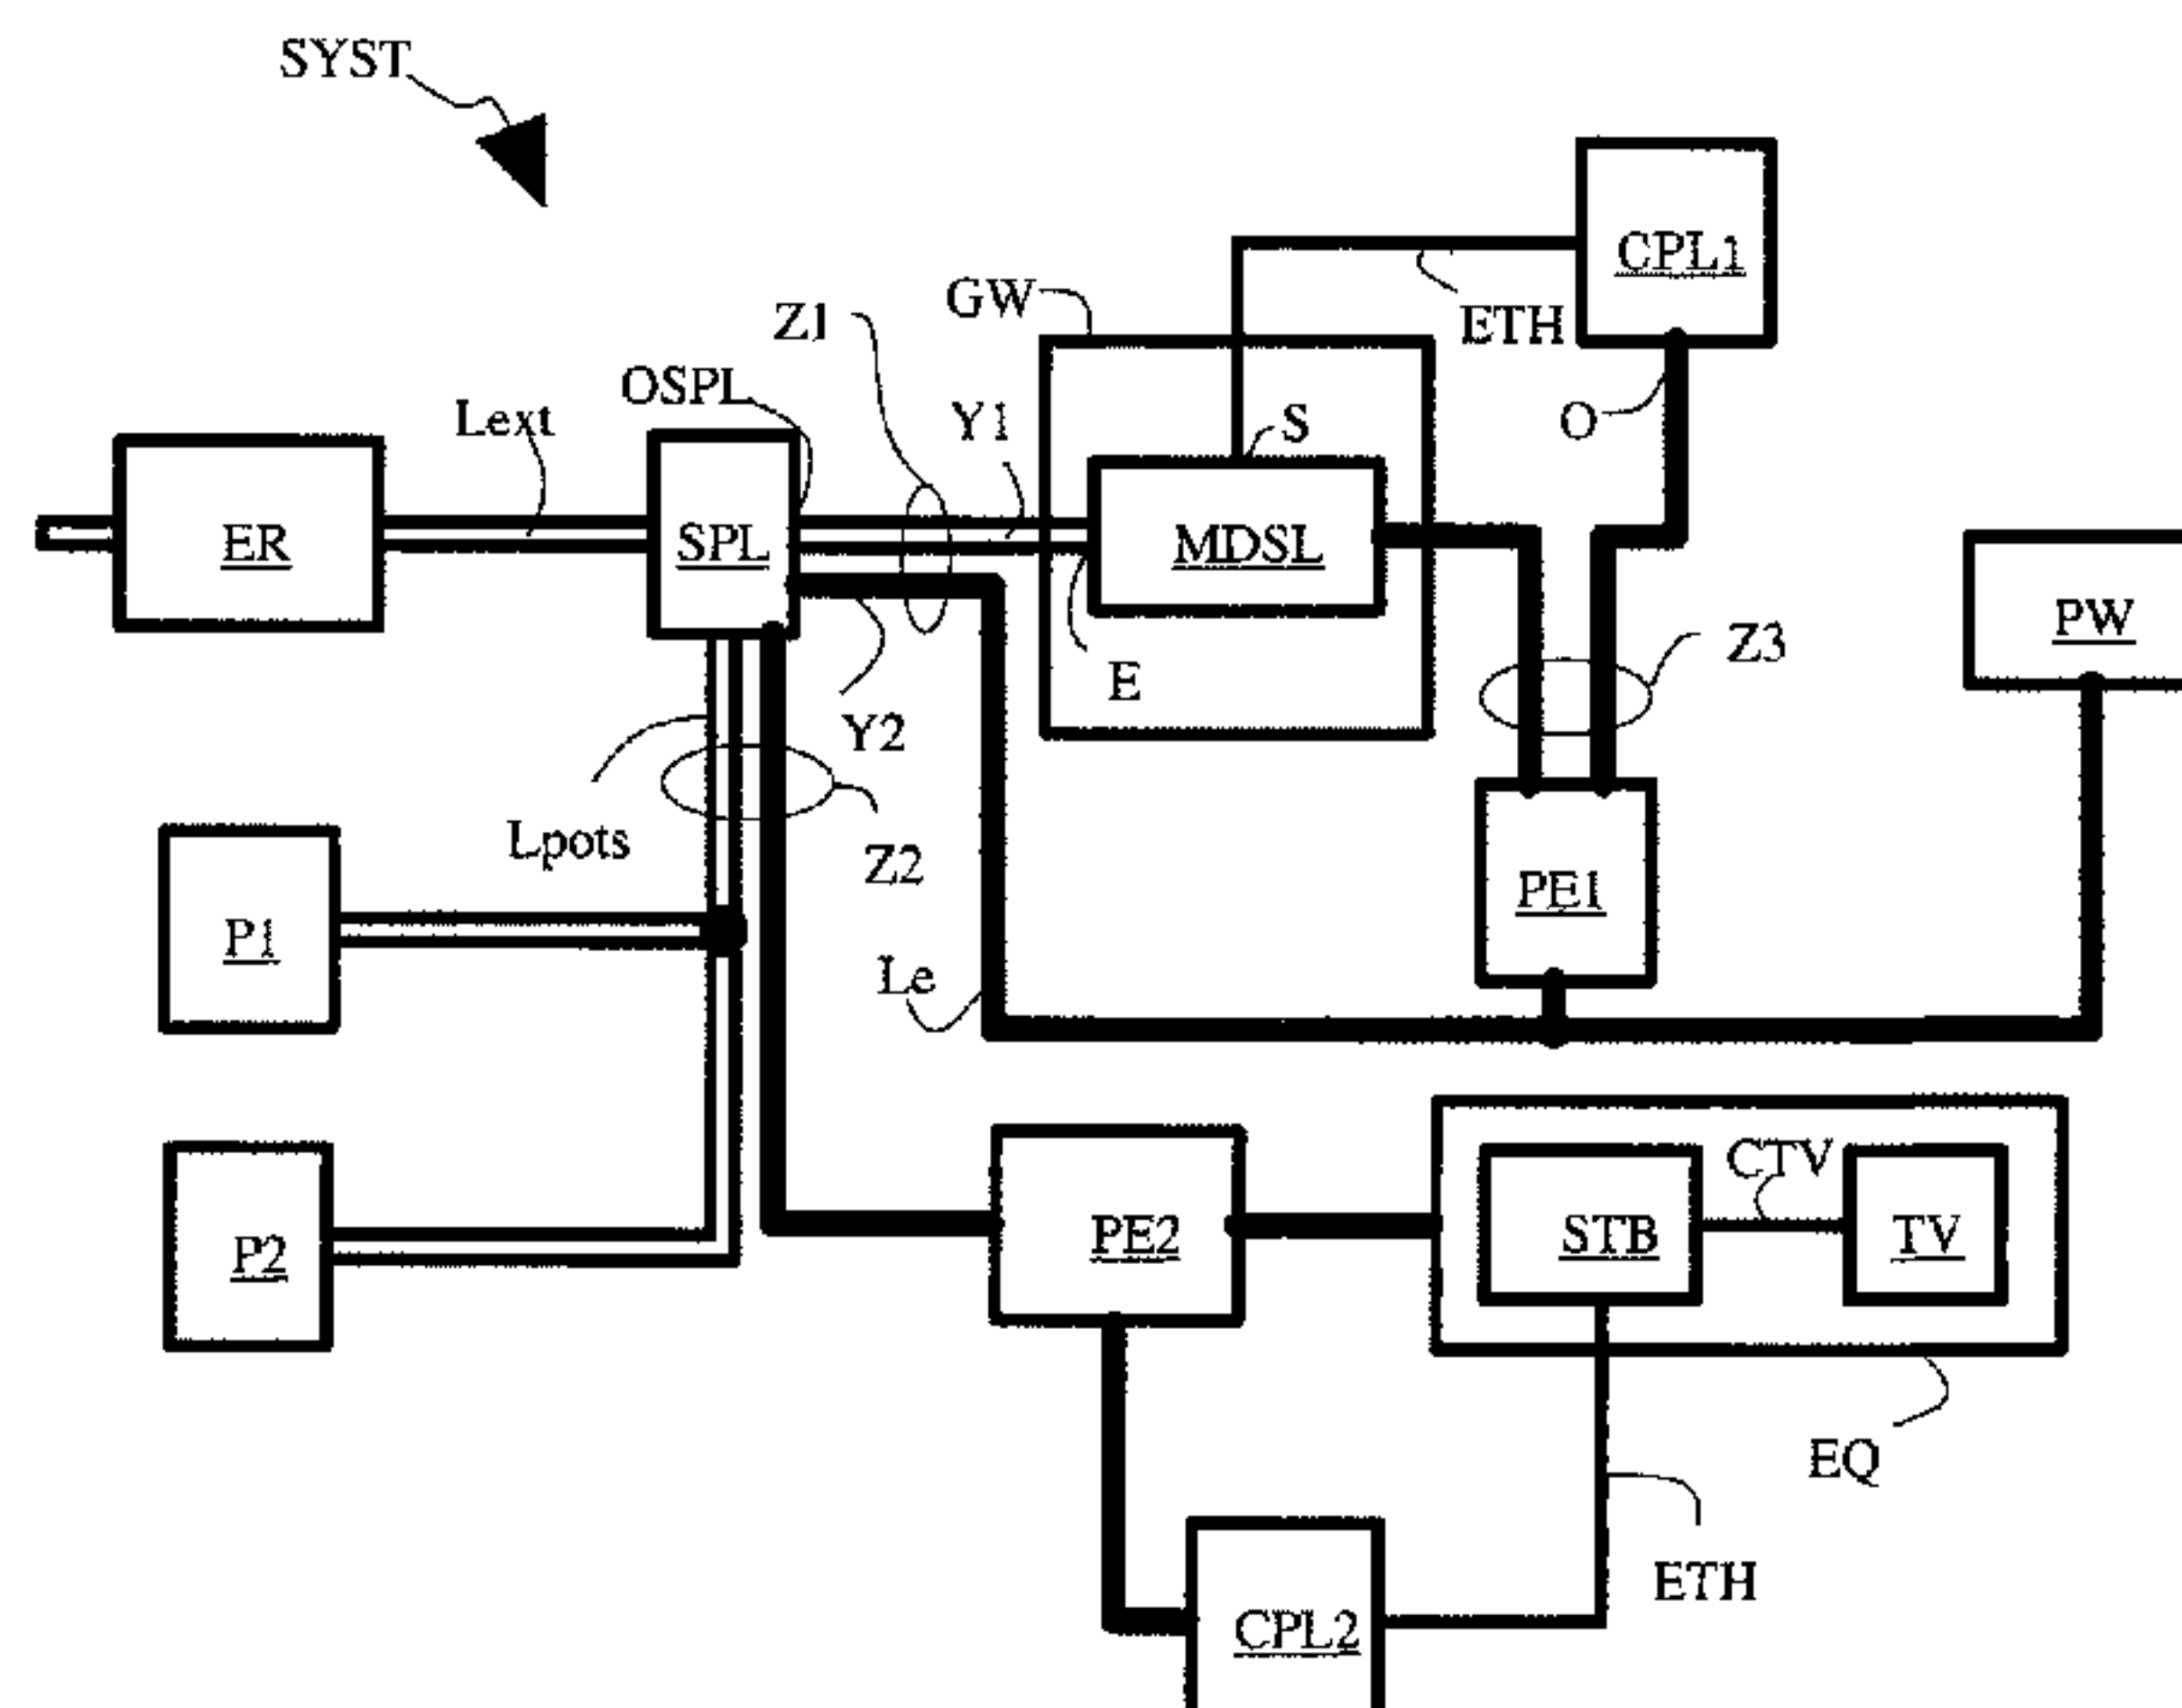 SYST
CPL1
GW
Z1
ETH
OSPL
Lext
Y1
S
O
ER
SPL
MDSL
PW
Z3
E
Y2
Lpots
Z2
PE1
P1
Le
CTV
P2
PE2
STB
TV
EQ
ETH
CPL2